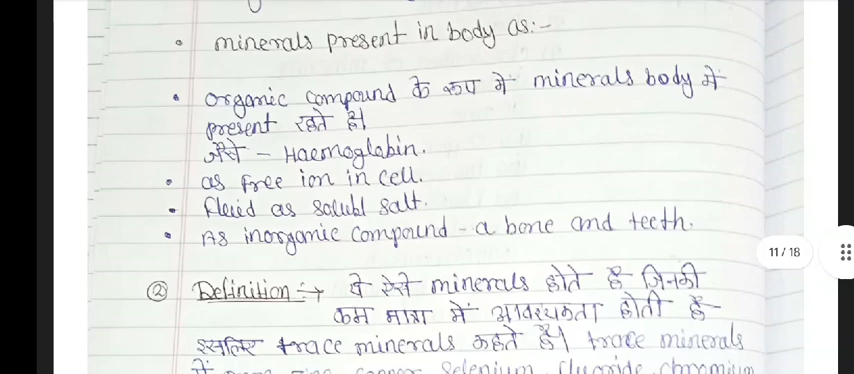 • minerals present in body as:-
• organic compound के रूप में minerals body में
present रहते है।
जैसे - Haemoglobin.
• as free ion in cell.
• fleid as solubl salt.
• As inorganic compound - a bone and teeth.
11 / 18
② Definition :→ ये ऐसे minerals होते है जिनकी
कम मात्रा में आवश्यकता होती है-
इसलिए trace minerals कहते है। trace minerals
में copper Selenium, fluoride, chromium